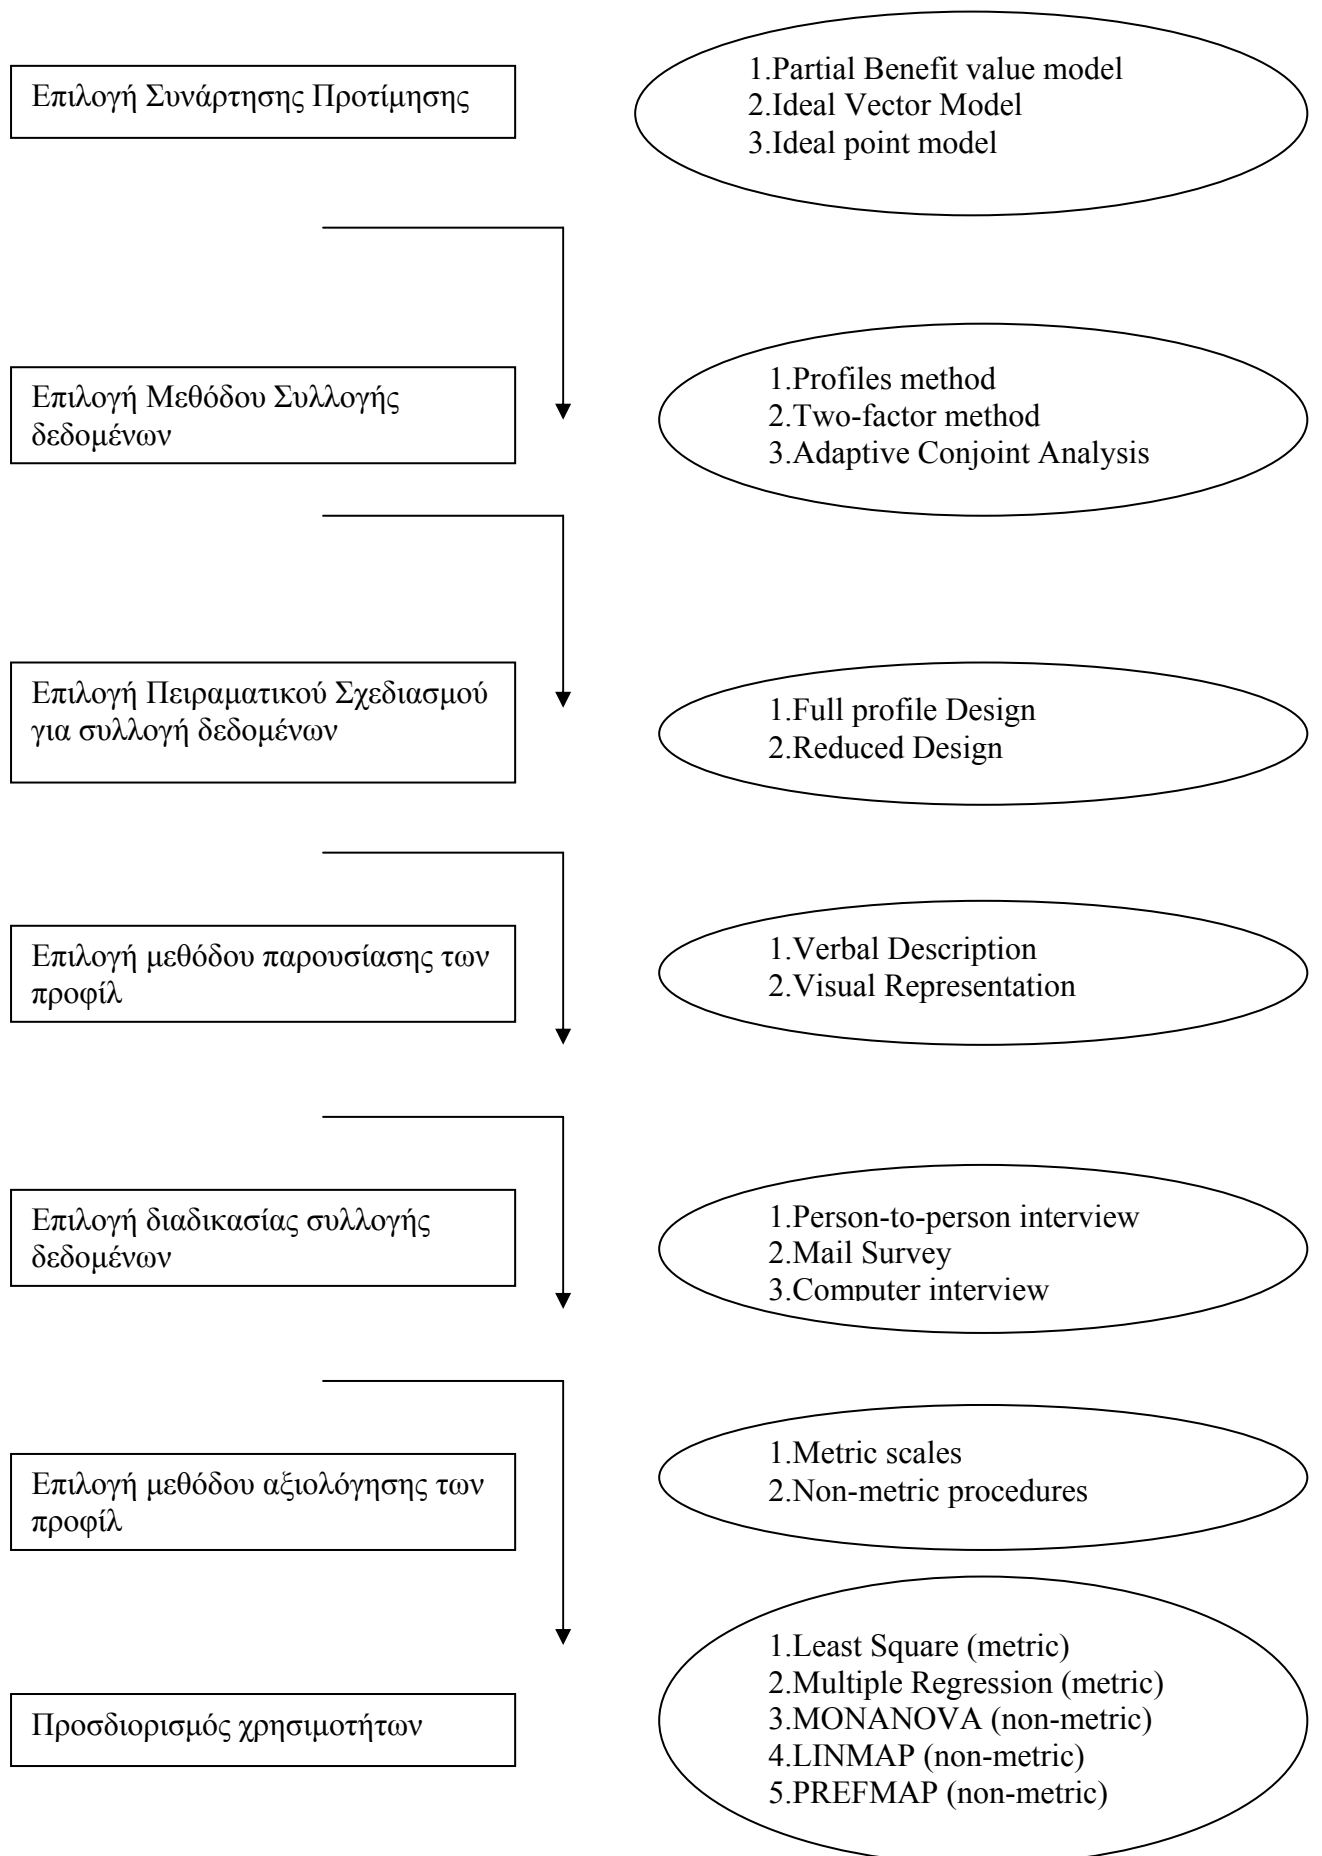 Επιλογή Συνάρτησης Προτίμησης
1.Partial Benefit value model
2.Ideal Vector Model
3.Ideal point model
Επιλογή Μεθόδου Συλλογής
δεδομένων
1.Profiles method
2.Two-factor method
3.Adaptive Conjoint Analysis
Επιλογή Πειραματικού Σχεδιασμού
για συλλογή δεδομένων
1.Full profile Design
2.Reduced Design
Επιλογή μεθόδου παρουσίασης των
προφίλ
1.Verbal Description
2.Visual Representation
Επιλογή διαδικασίας συλλογής
δεδομένων
1.Person-to-person interview
2.Mail Survey
3.Computer interview
Επιλογή μεθόδου αξιολόγησης των
προφίλ
1.Metric scales
2.Non-metric procedures
Προσδιορισμός χρησιμοτήτων
1.Least Square (metric)
2.Multiple Regression (metric)
3.MONANOVA (non-metric)
4.LINMAP (non-metric)
5.PREFMAP (non-metric)